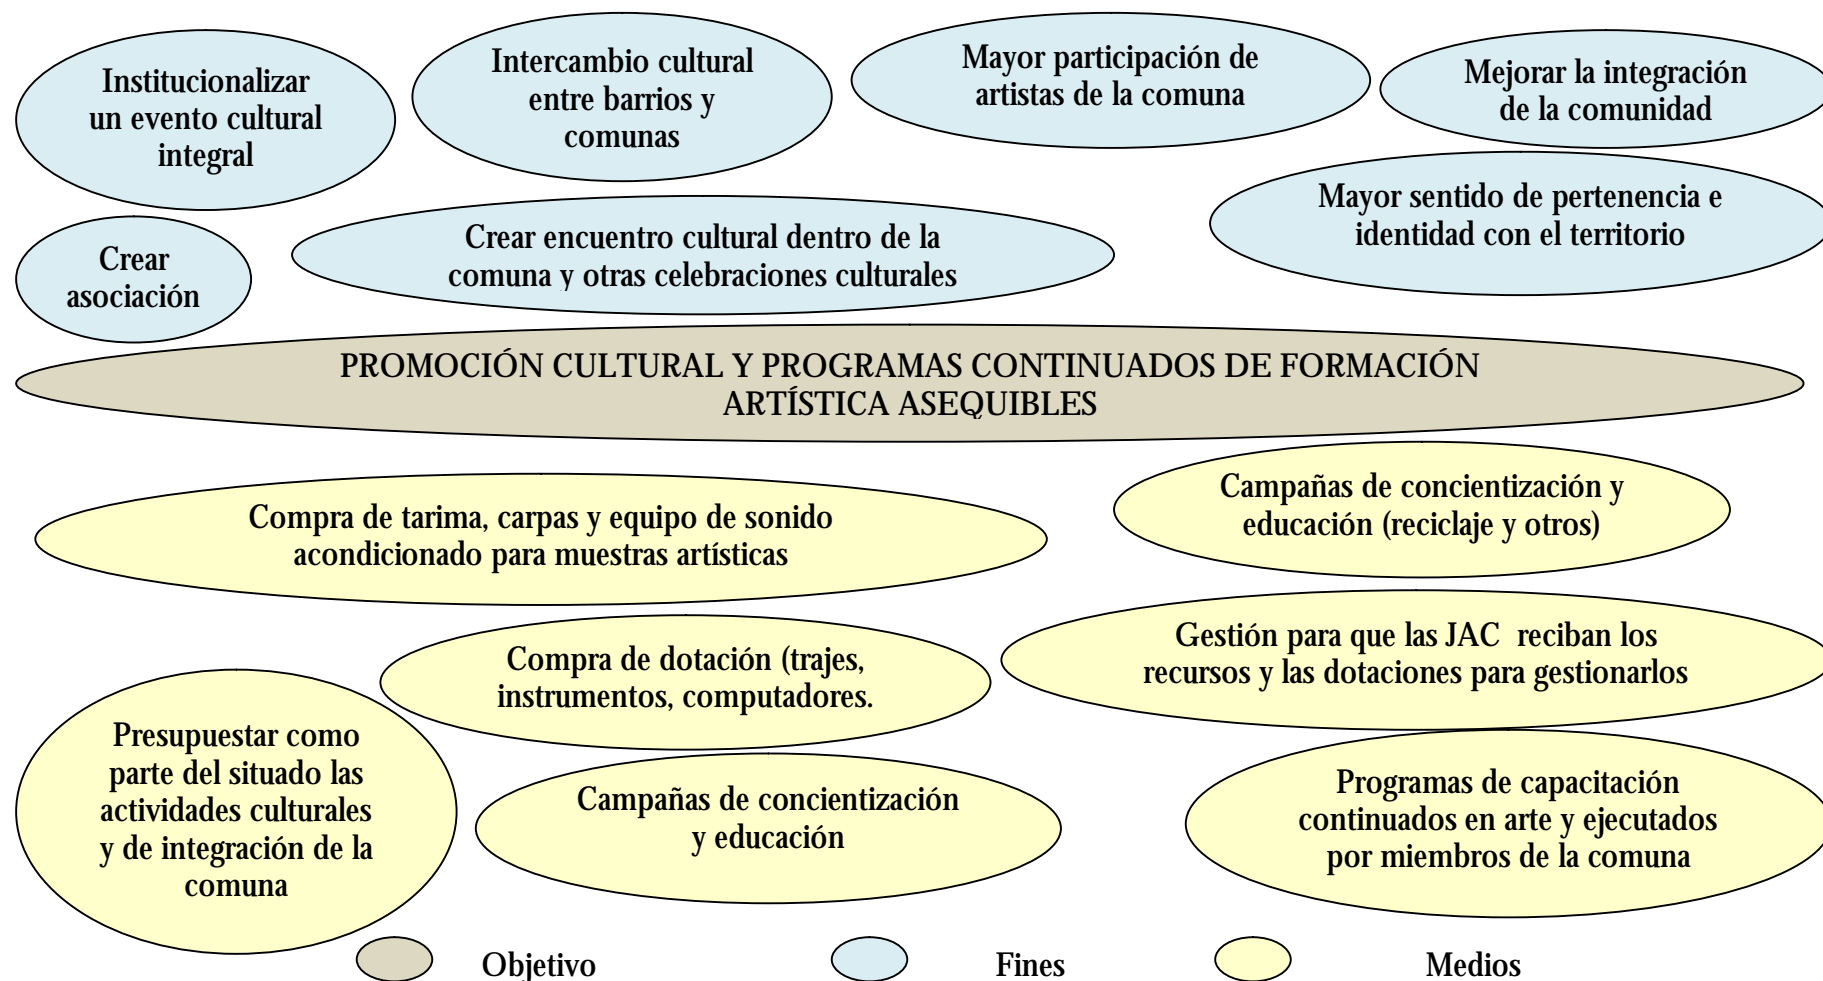 Institucionalizar
un evento cultural
integral
Intercambio cultural
entre barrios y
comunas
Mayor participación de
artistas de la comuna
Mejorar la integración
de la comunidad
Mayor sentido de pertenencia e
identidad con el territorio
Crear
asociación
Crear encuentro cultural dentro de la
comuna y otras celebraciones culturales
PROMOCIÓN CULTURAL Y PROGRAMAS CONTINUADOS DE FORMACIÓN
ARTÍSTICA ASEQUIBLES
Compra de tarima, carpas y equipo de sonido
acondicionado para muestras artísticas
Campañas de concientización y
educación (reciclaje y otros)
Compra de dotación (trajes,
instrumentos, computadores.
Gestión para que las JAC reciban los
recursos y las dotaciones para gestionarlos
Presupuestar como
parte del situado las
actividades culturales
y de integración de la
comuna
Campañas de concientización
y educación
Programas de capacitación
continuados en arte y ejecutados
por miembros de la comuna
Objetivo
Fines
Medios